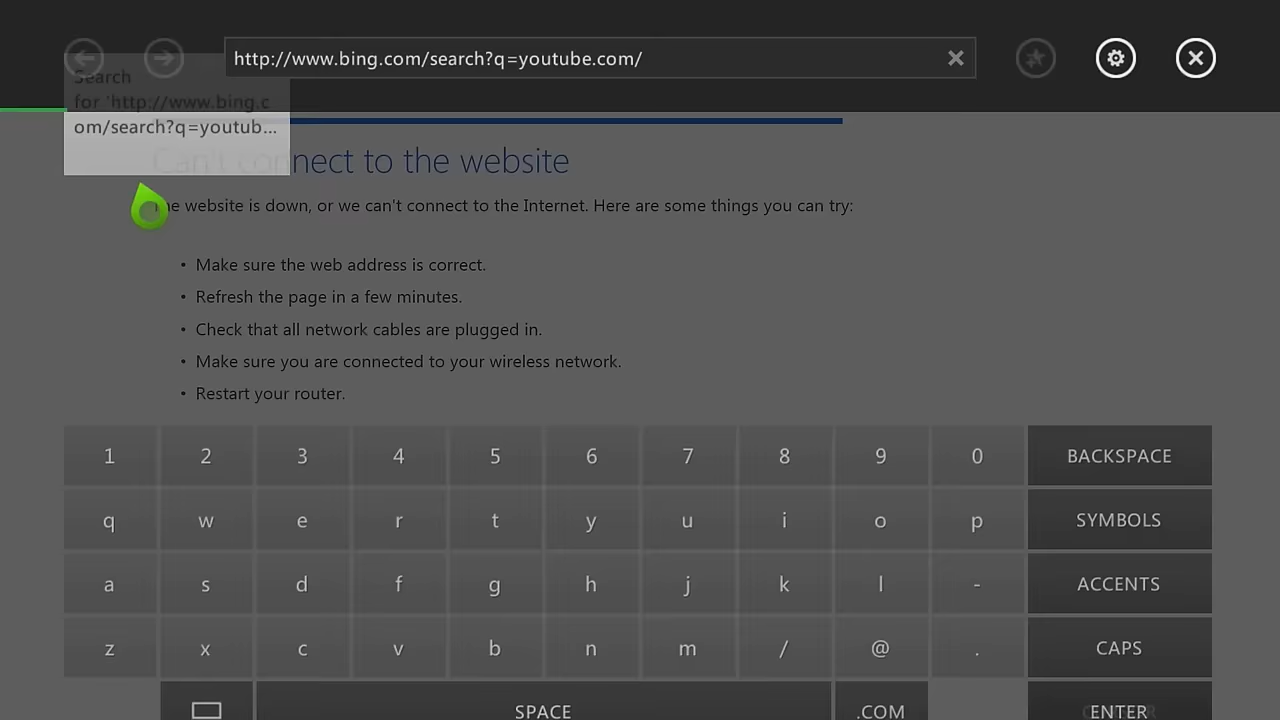 http://www.bing.com/search?q=youtube.com/
Search
for 'http://www.bing.c
om/search?q=youtub...
Can't connect to the website
The website is down, or we can't connect to the Internet. Here are some things you can try:
• Make sure the web address is correct.
• Refresh the page in a few minutes.
• Check that all network cables are plugged in.
• Make sure you are connected to your wireless network.
• Restart your router.
1 2 3 4 5 6 7 8 9 0 BACKSPACE
q w e r t y u i o p SYMBOLS
a s d f g h j k l - ACCENTS
z x c v b n m / @ . CAPS
SPACE .COM ENTER